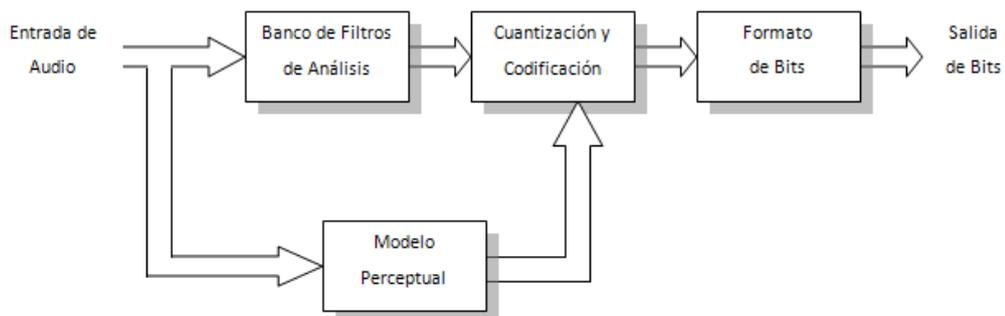 Entrada de
Audio
Banco de Filtros
de Análisis
Cuantización y
Codificación
Formato
de Bits
Salida
de Bits
Modelo
Perceptual